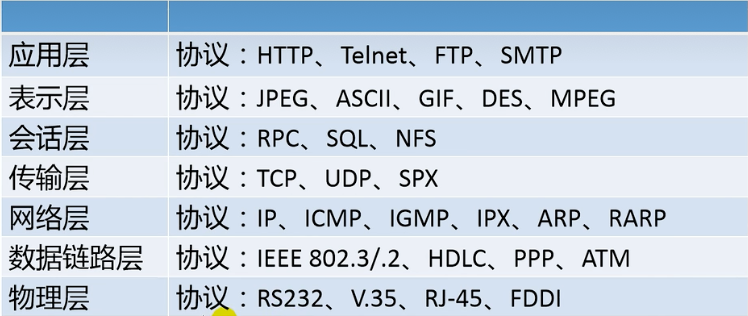 应用层 协议：HTTP、Telnet、FTP、SMTP
表示层 协议：JPEG、ASCII、GIF、DES、MPEG
会话层 协议：RPC、SQL、NFS
传输层 协议：TCP、UDP、SPX
网络层 协议：IP、ICMP、IGMP、IPX、ARP、RARP
数据链路层 协议：IEEE 802.3/.2、HDLC、PPP、ATM
物理层 协议：RS232、V.35、RJ-45、FDDI